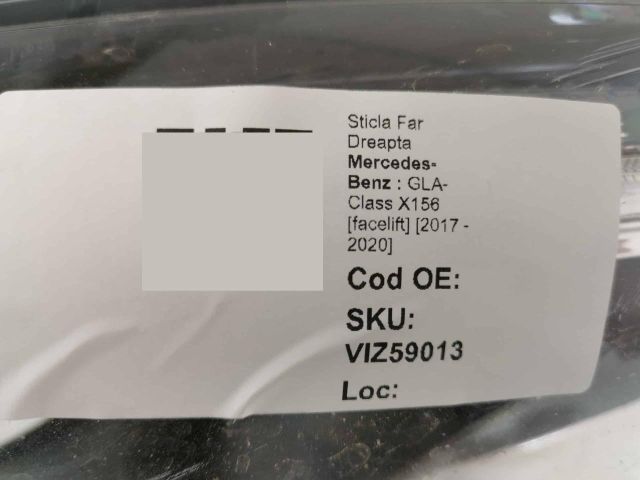 Sticla Far
Dreapta
Mercedes-
Benz : GLA-
Class X156
[facelift] [2017 -
2020]
Cod OE:
SKU:
VIZ59013
Loc: